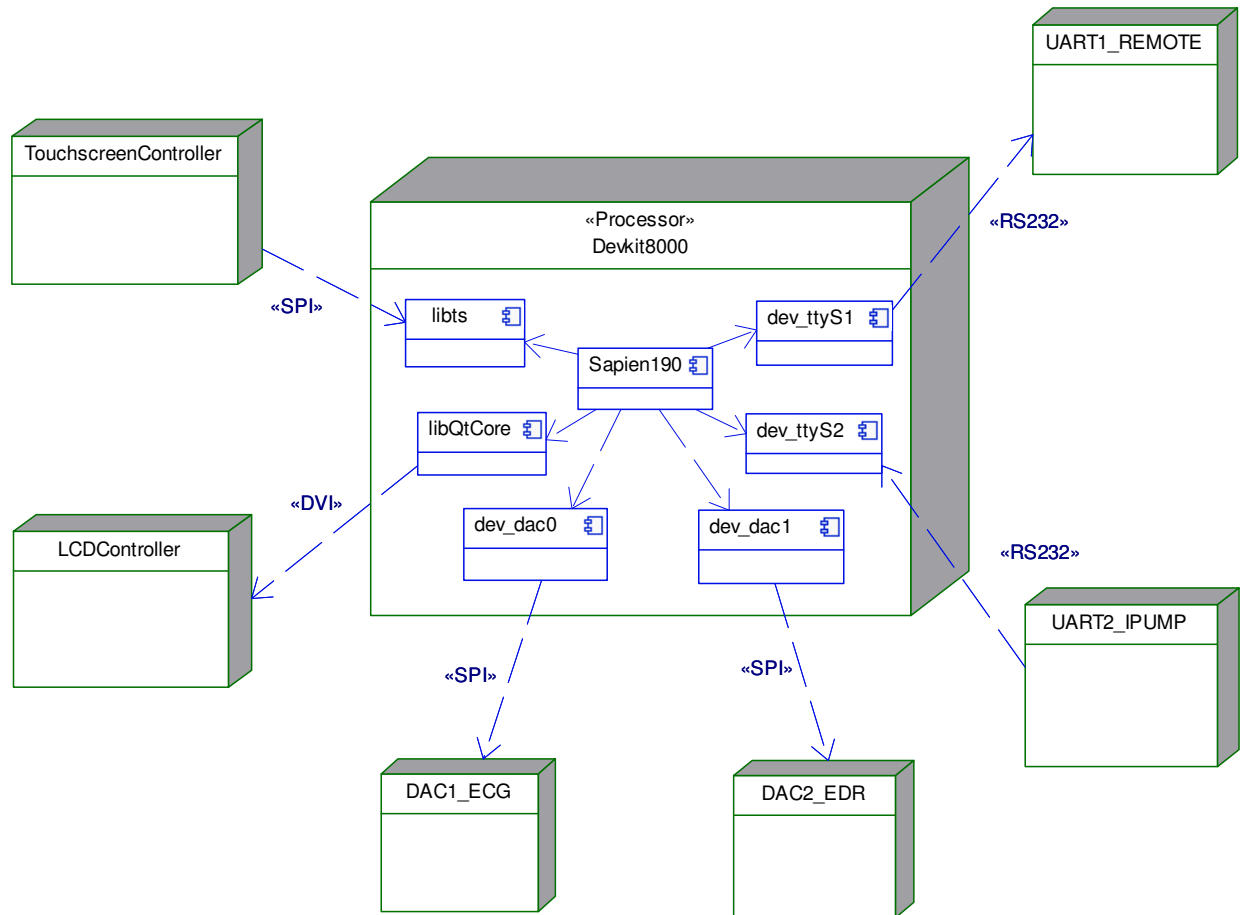 UART1_REMOTE
TouchscreenController
«Processor»
Devkit8000
«RS232»
«SPI»
libts
dev_ttyS1
Sapien190
libQtCore
dev_ttyS2
«DVI»
dev_dac0
dev_dac1
LCDController
«RS232»
UART2_IPUMP
«SPI»
«SPI»
DAC1_ECG
DAC2_EDR